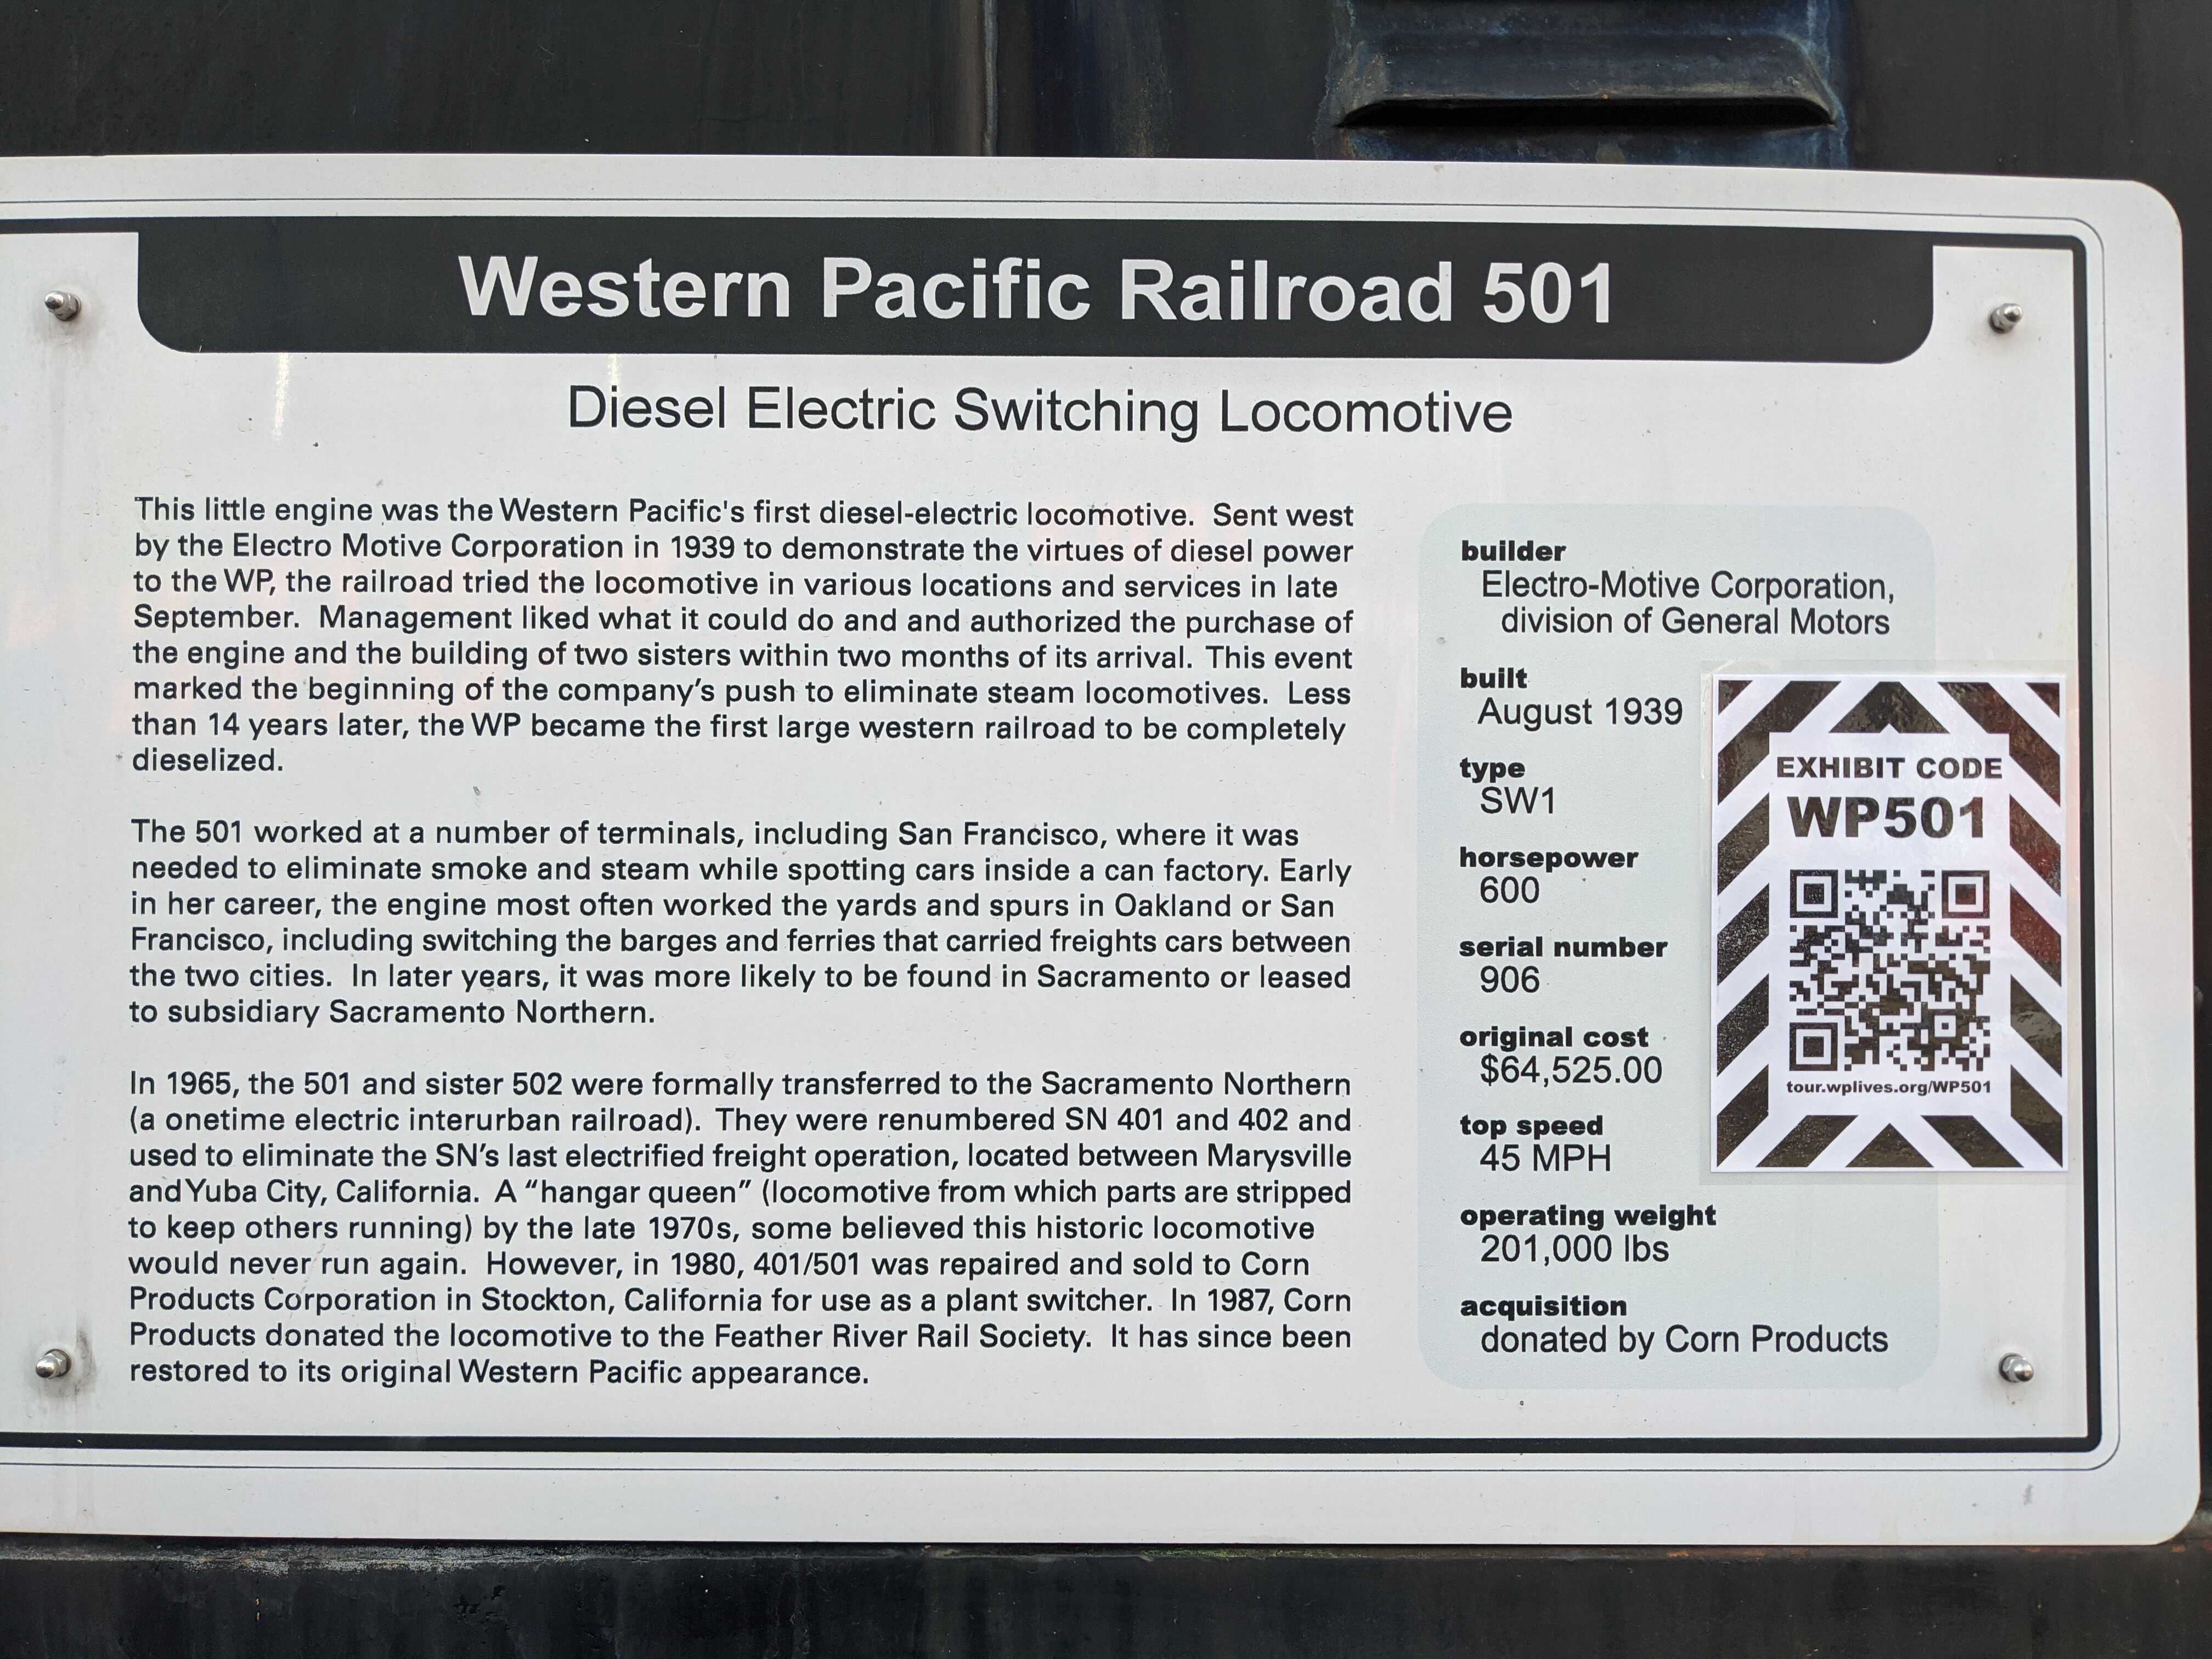 Western Pacific Railroad 501
Diesel Electric Switching Locomotive
This little engine was the Western Pacific's first diesel-electric locomotive. Sent west
by the Electro Motive Corporation in 1939 to demonstrate the virtues of diesel power
to the WP, the railroad tried the locomotive in various locations and services in late
September. Management liked what it could do and and authorized the purchase of
the engine and the building of two sisters within two months of its arrival. This event
marked the beginning of the company's push to eliminate steam locomotives. Less
than 14 years later, the WP became the first large western railroad to be completely
dieselized.
The 501 worked at a number of terminals, including San Francisco, where it was
needed to eliminate smoke and steam while spotting cars inside a can factory. Early
in her career, the engine most often worked the yards and spurs in Oakland or San
Francisco, including switching the barges and ferries that carried freights cars between
the two cities. In later years, it was more likely to be found in Sacramento or leased
to subsidiary Sacramento Northern.
In 1965, the 501 and sister 502 were formally transferred to the Sacramento Northern
(a onetime electric interurban railroad). They were renumbered SN 401 and 402 and
used to eliminate the SN's last electrified freight operation, located between Marysville
and Yuba City, California. A “hangar queen” (locomotive from which parts are stripped
to keep others running) by the late 1970s, some believed this historic locomotive
would never run again. However, in 1980, 401/501 was repaired and sold to Corn
Products Corporation in Stockton, California for use as a plant switcher. In 1987, Corn
Products donated the locomotive to the Feather River Rail Society. It has since been
restored to its original Western Pacific appearance.
builder
Electro-Motive Corporation,
division of General Motors
built
August 1939
type
SW1
horsepower
600
serial number
906
original cost
$64,525.00
top speed
45 MPH
operating weight
201,000 lbs
acquisition
donated by Corn Products
EXHIBIT CODE
WP501
tour.wplives.org/WP501